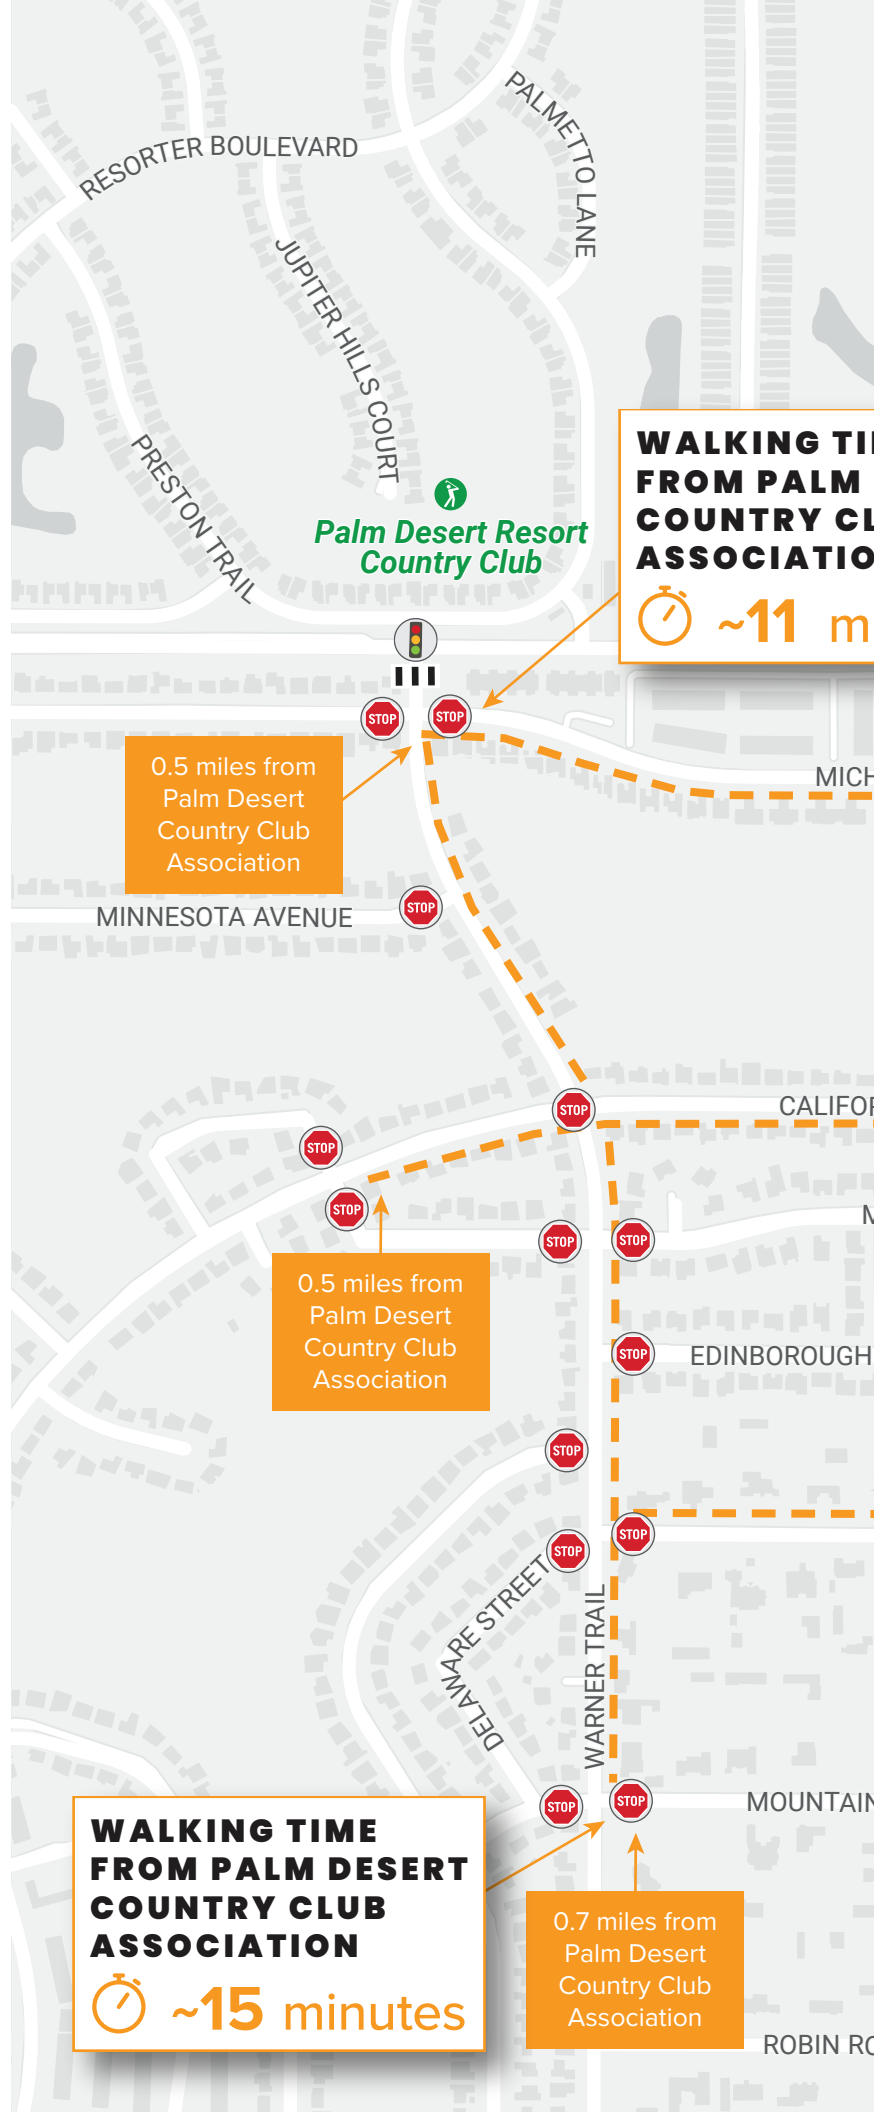 PALMETTO LANE
RESORTER BOULEVARD
JUPITER HILLS COURT
PRESTON TRAIL
Palm Desert Resort
Country Club
WALKING TI
FROM PALM
COUNTRY CL
ASSOCIATIO
~11 m
STOP
STOP
0.5 miles from
Palm Desert
Country Club
Association
MICH
MINNESOTA AVENUE
STOP
CALIFOR
STOP
STOP
STOP
STOP
STOP
M
0.5 miles from
Palm Desert
Country Club
Association
STOP
EDINBOROUGH
STOP
STOP
STOP
DELAWARE STREET
WARNER TRAIL
STOP
STOP
MOUNTAIN
WALKING TIME
FROM PALM DESERT
COUNTRY CLUB
ASSOCIATION
~15 minutes
0.7 miles from
Palm Desert
Country Club
Association
ROBIN RO